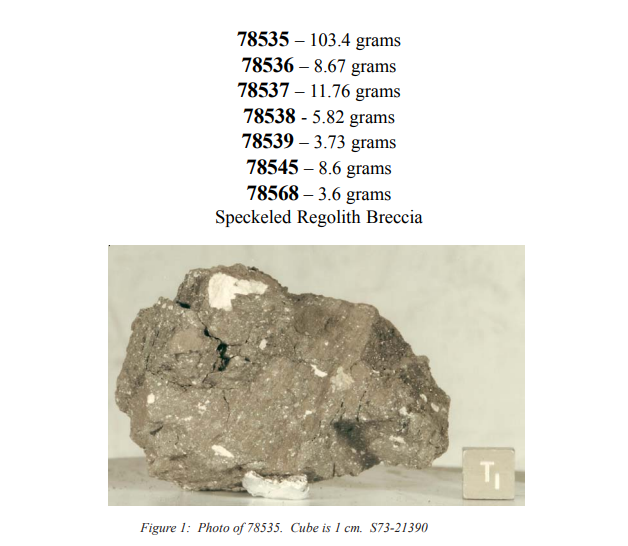 78535 – 103.4 grams
78536 – 8.67 grams
78537 – 11.76 grams
78538 - 5.82 grams
78539 – 3.73 grams
78545 – 8.6 grams
78568 – 3.6 grams
Speckeled Regolith Breccia
T1
Figure 1: Photo of 78535. Cube is 1 cm. S73-21390